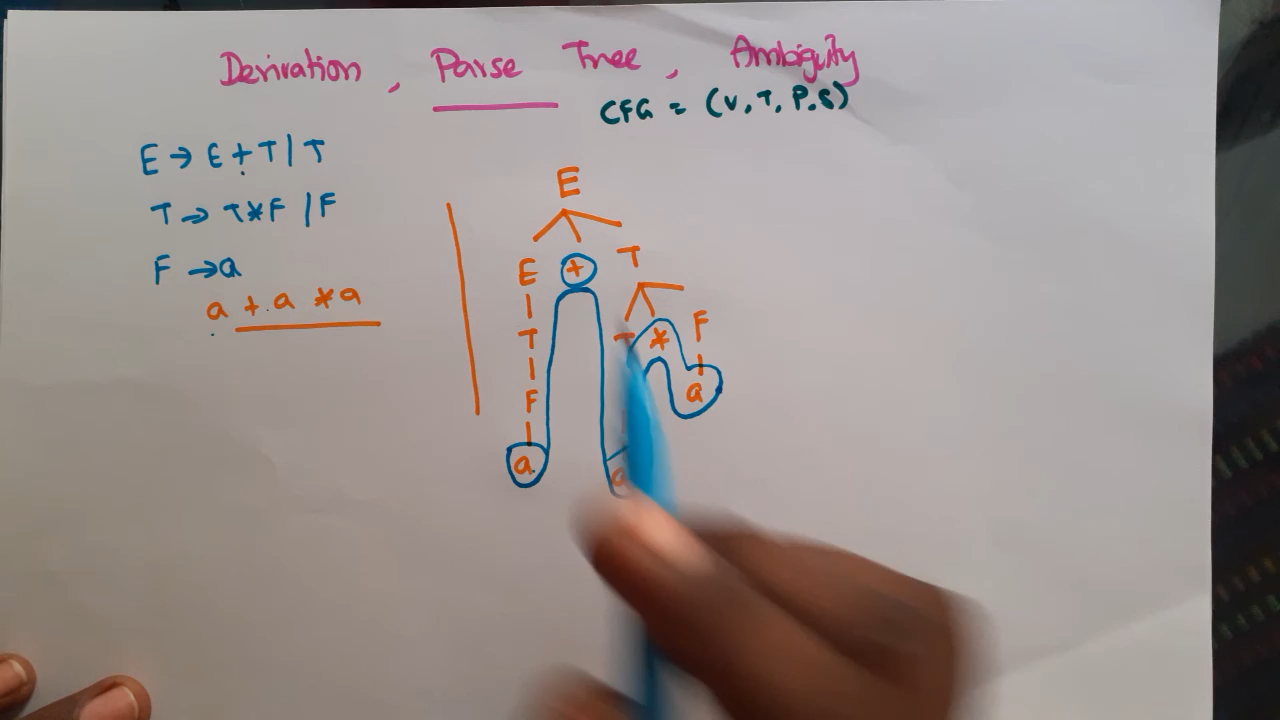 Derivation, Parse Tree, Ambiguity
CFG = (V, T, P, S)
E → E + T | T
T → T * F | F
F → a
a + a * a
E
E + T
T T * F
F a
a a